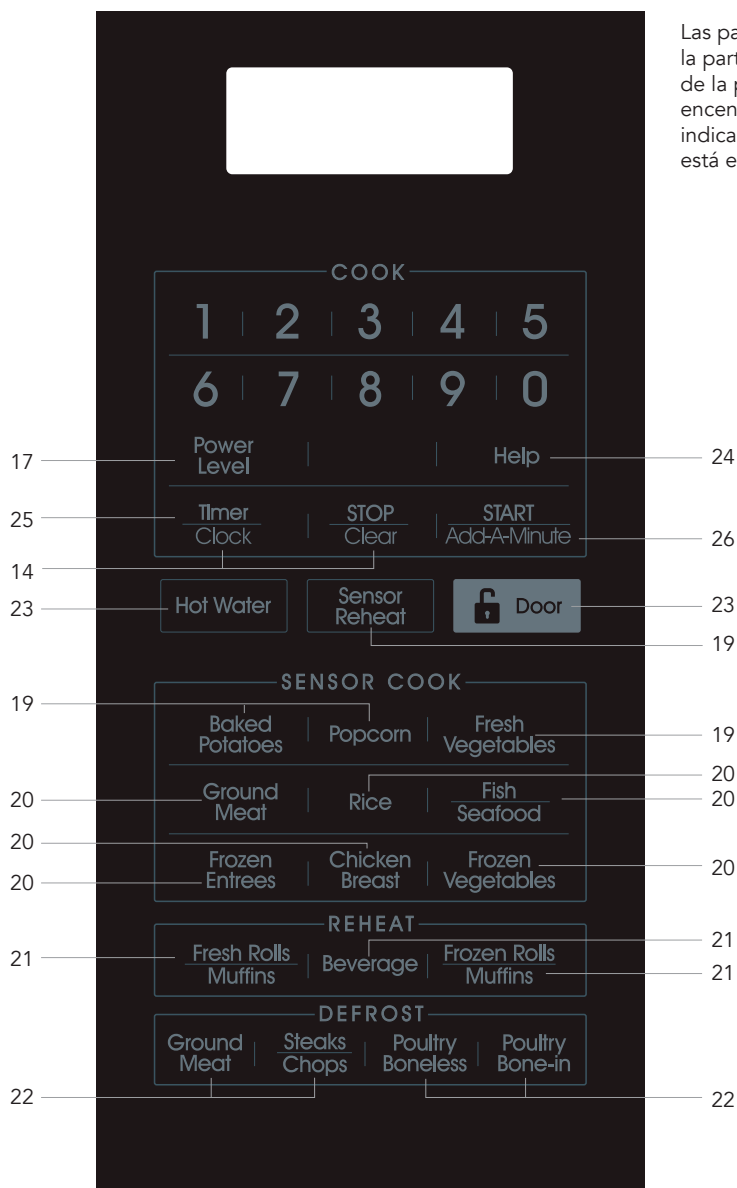 Las pa
la part
de la p
encen
indica
está e
COOK
1 2 3 4 5
6 7 8 9 0
17
Power
Level
Help
24
25
Timer
Clock
STOP
Clear
START
Add-A-Minute
26
14
23
Hot Water
Sensor
Reheat
Door
23
19
SENSOR COOK
19
Baked
Potatoes
Popcorn
Fresh
Vegetables
19
20
Ground
Meat
Rice
20
Fish
Seafood
20
20
20
Frozen
Entrees
Chicken
Breast
Frozen
Vegetables
20
REHEAT
21
Fresh Rolls
Muffins
Beverage
21
Frozen Rolls
Muffins
21
DEFROST
Ground
Meat
Steaks
Chops
Poultry
Boneless
Poultry
Bone-in
22
22